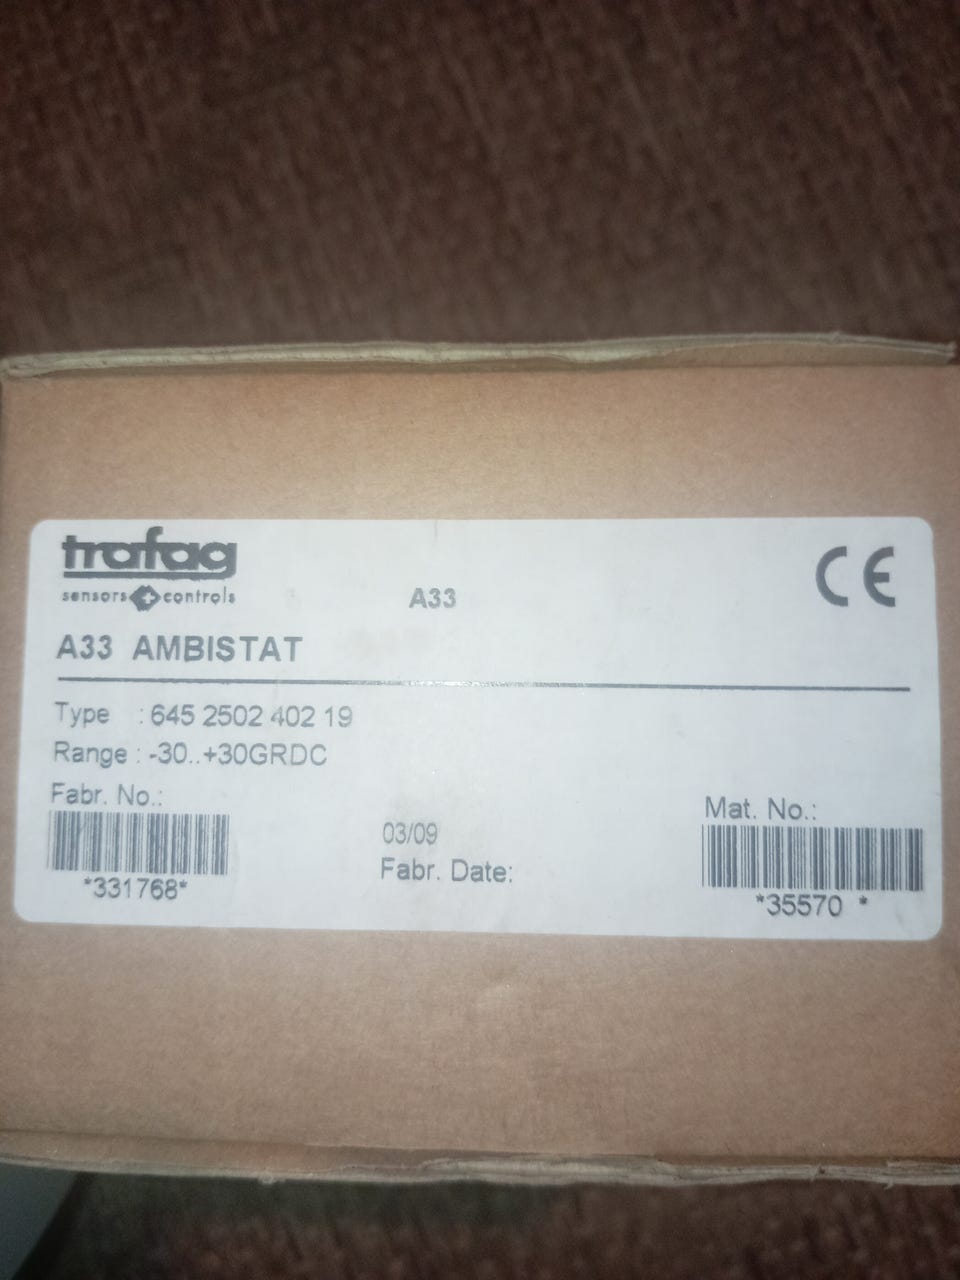 trafag
sensors + controls
A33
CE
A33 AMBISTAT
Type : 645 2502 402 19
Range : -30..+30GRDC
Fabr. No.:
*331768*
03/09
Fabr. Date:
Mat. No.:
*35570 *